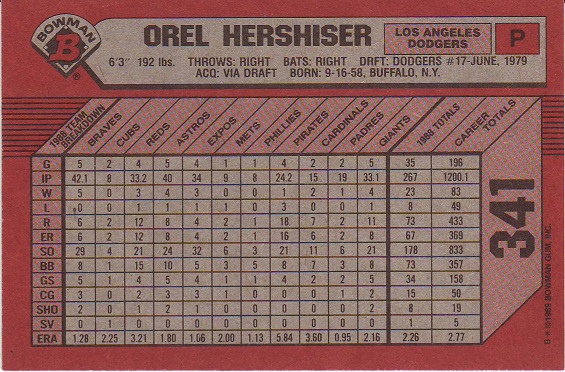 BOWMAN
B
OREL HERSHISER
LOS ANGELES
DODGERS
P
6'3" 192 lbs. THROWS: RIGHT BATS: RIGHT DRFT: DODGERS #17-JUNE, 1979
ACQ: VIA DRAFT BORN: 9-16-58, BUFFALO, N.Y.
1988 TEAM BREAKDOWN BRAVES CUBS REDS ASTROS EXPOS METS PHILLIES PIRATES CARDINALS PADRES GIANTS 1988 TOTALS CAREER TOTALS
G 5 2 4 5 4 1 1 4 2 2 5 35 196
IP 42.1 8 33.2 40 34 9 8 24.2 15 19 33.1 267 1200.1
W 5 0 3 4 3 0 1 2 1 1 3 23 83
L 0 0 1 1 1 1 0 3 0 0 1 8 49
R 6 2 12 8 4 2 1 18 7 2 11 73 433
ER 6 2 12 8 4 2 1 16 6 2 8 67 369
SO 29 4 21 24 32 6 3 21 11 6 21 178 833
BB 8 1 15 10 5 3 5 8 7 3 8 73 357
GS 5 1 4 5 4 1 1 4 2 2 5 34 158
CG 3 0 2 3 3 1 0 1 0 1 1 15 50
SHO 2 0 1 2 1 1 0 0 0 1 0 8 19
SV 0 1 0 0 0 0 0 0 0 0 0 1 5
ERA 1.28 2.25 3.21 1.80 1.06 2.00 1.13 5.84 3.60 0.95 2.16 2.26 2.77
341
©1989 BOWMAN GUM, INC.